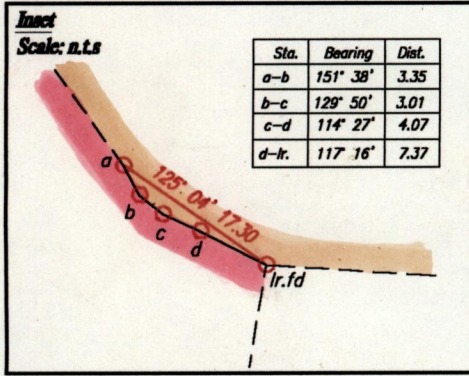 Inset
Scale: n.t.s
Sta. Bearing Dist.
a-b 151° 38' 3.35
b-c 129° 50' 3.01
c-d 114° 27' 4.07
d-Ir. 117° 16' 7.37
a
125° 04' 17.30
b
c
d
Ir.fd